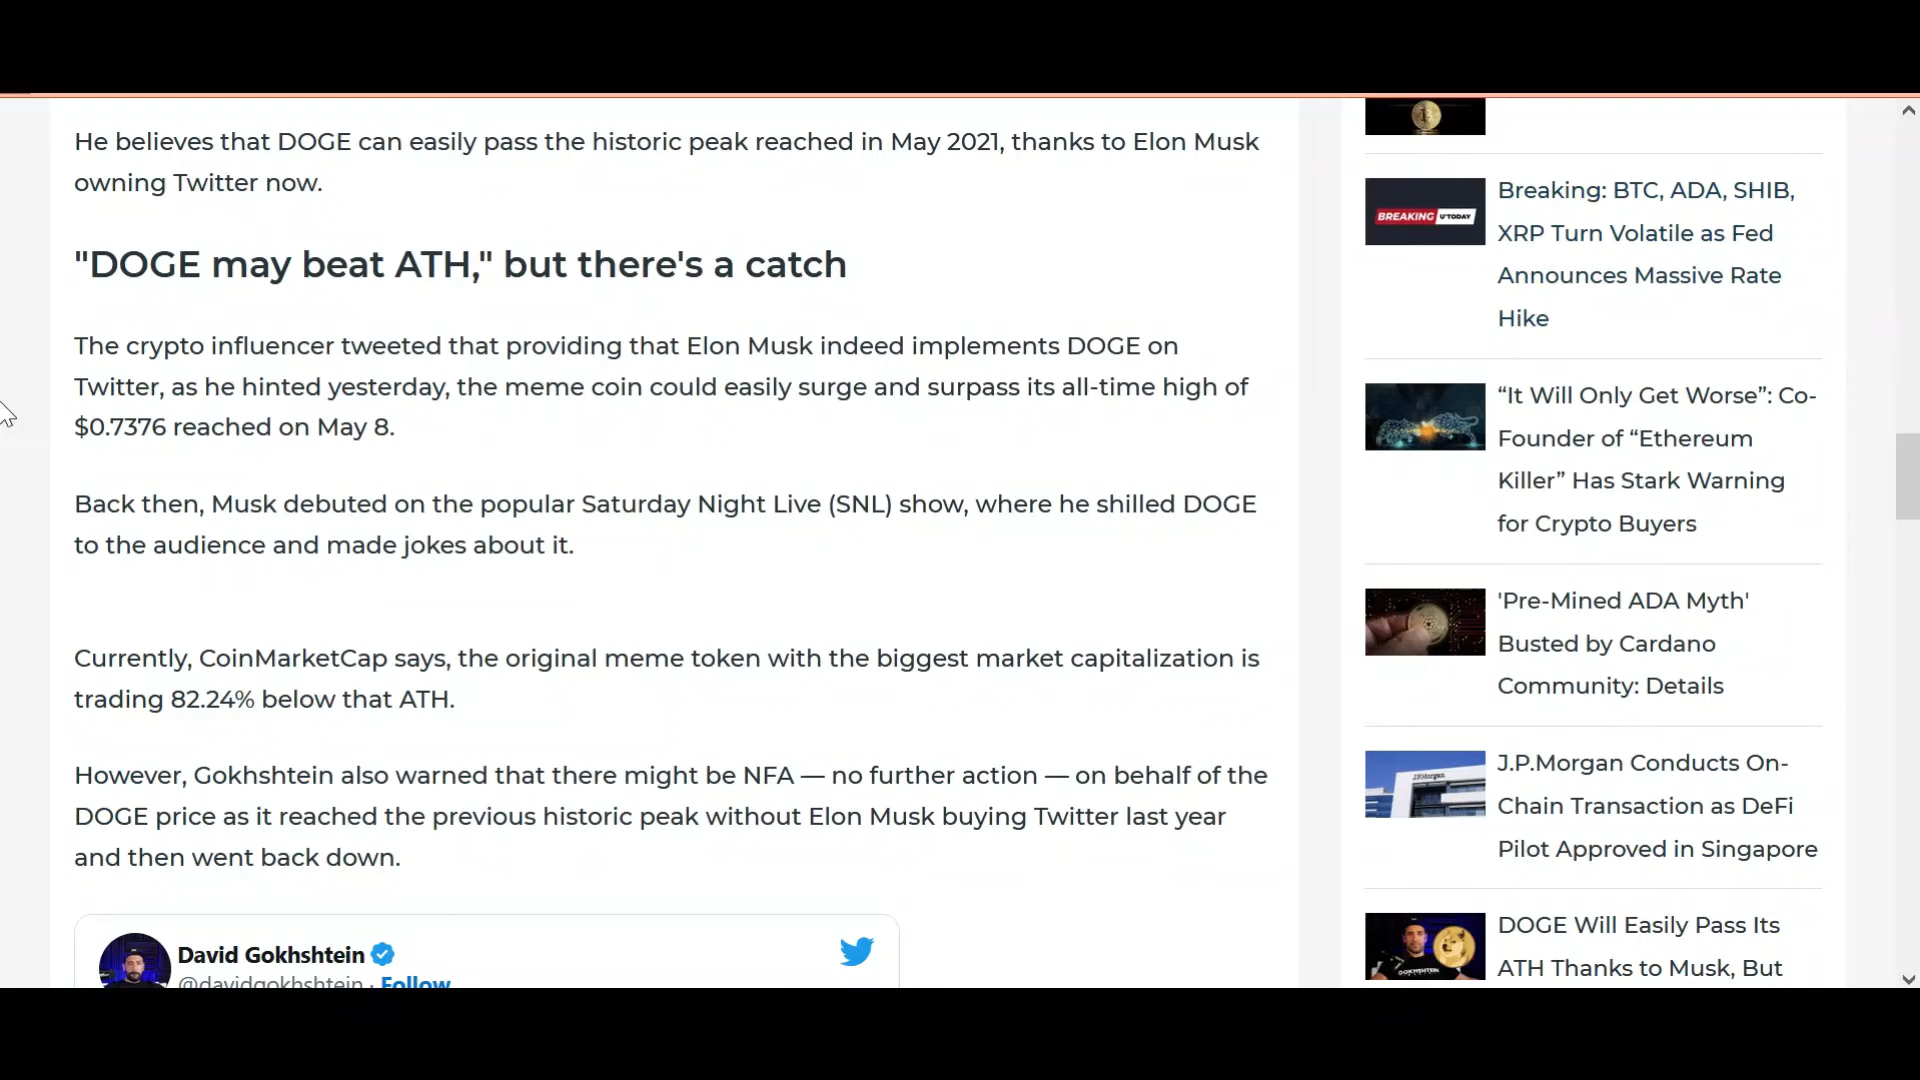 He believes that DOGE can easily pass the historic peak reached in May 2021, thanks to Elon Musk
owning Twitter now.
"DOGE may beat ATH," but there's a catch
The crypto influencer tweeted that providing that Elon Musk indeed implements DOGE on
Twitter, as he hinted yesterday, the meme coin could easily surge and surpass its all-time high of
$0.7376 reached on May 8.
Back then, Musk debuted on the popular Saturday Night Live (SNL) show, where he shilled DOGE
to the audience and made jokes about it.
Currently, CoinMarketCap says, the original meme token with the biggest market capitalization is
trading 82.24% below that ATH.
However, Gokhshtein also warned that there might be NFA — no further action — on behalf of the
DOGE price as it reached the previous historic peak without Elon Musk buying Twitter last year
and then went back down.
David Gokhshtein
@davidgokhshtein · Follow
BREAKING U'TODAY
Breaking: BTC, ADA, SHIB,
XRP Turn Volatile as Fed
Announces Massive Rate
Hike
“It Will Only Get Worse”: Co-
Founder of “Ethereum
Killer” Has Stark Warning
for Crypto Buyers
'Pre-Mined ADA Myth'
Busted by Cardano
Community: Details
J.P.Morgan
J.P.Morgan Conducts On-
Chain Transaction as DeFi
Pilot Approved in Singapore
GOKHSHTEIN
DOGE Will Easily Pass Its
ATH Thanks to Musk, But